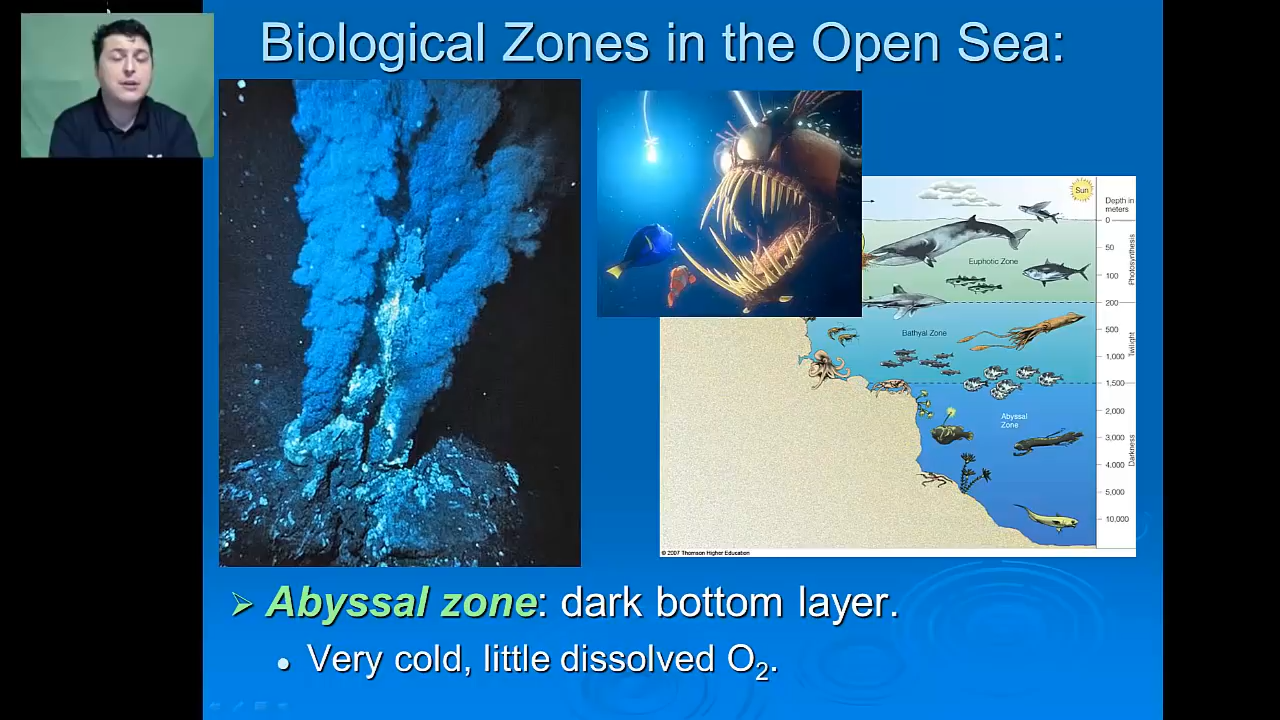 Biological Zones in the Open Sea:
Sun
Depth in
meters
0
50
Euphotic Zone
100
Photosynthesis
200
Bathyal Zone
500
1,000
Twilight
1,500
2,000
Abyssal
Zone
3,000
Darkness
4,000
5,000
10,000
© 2007 Thomson Higher Education
Abyssal zone: dark bottom layer.
Very cold, little dissolved O₂.